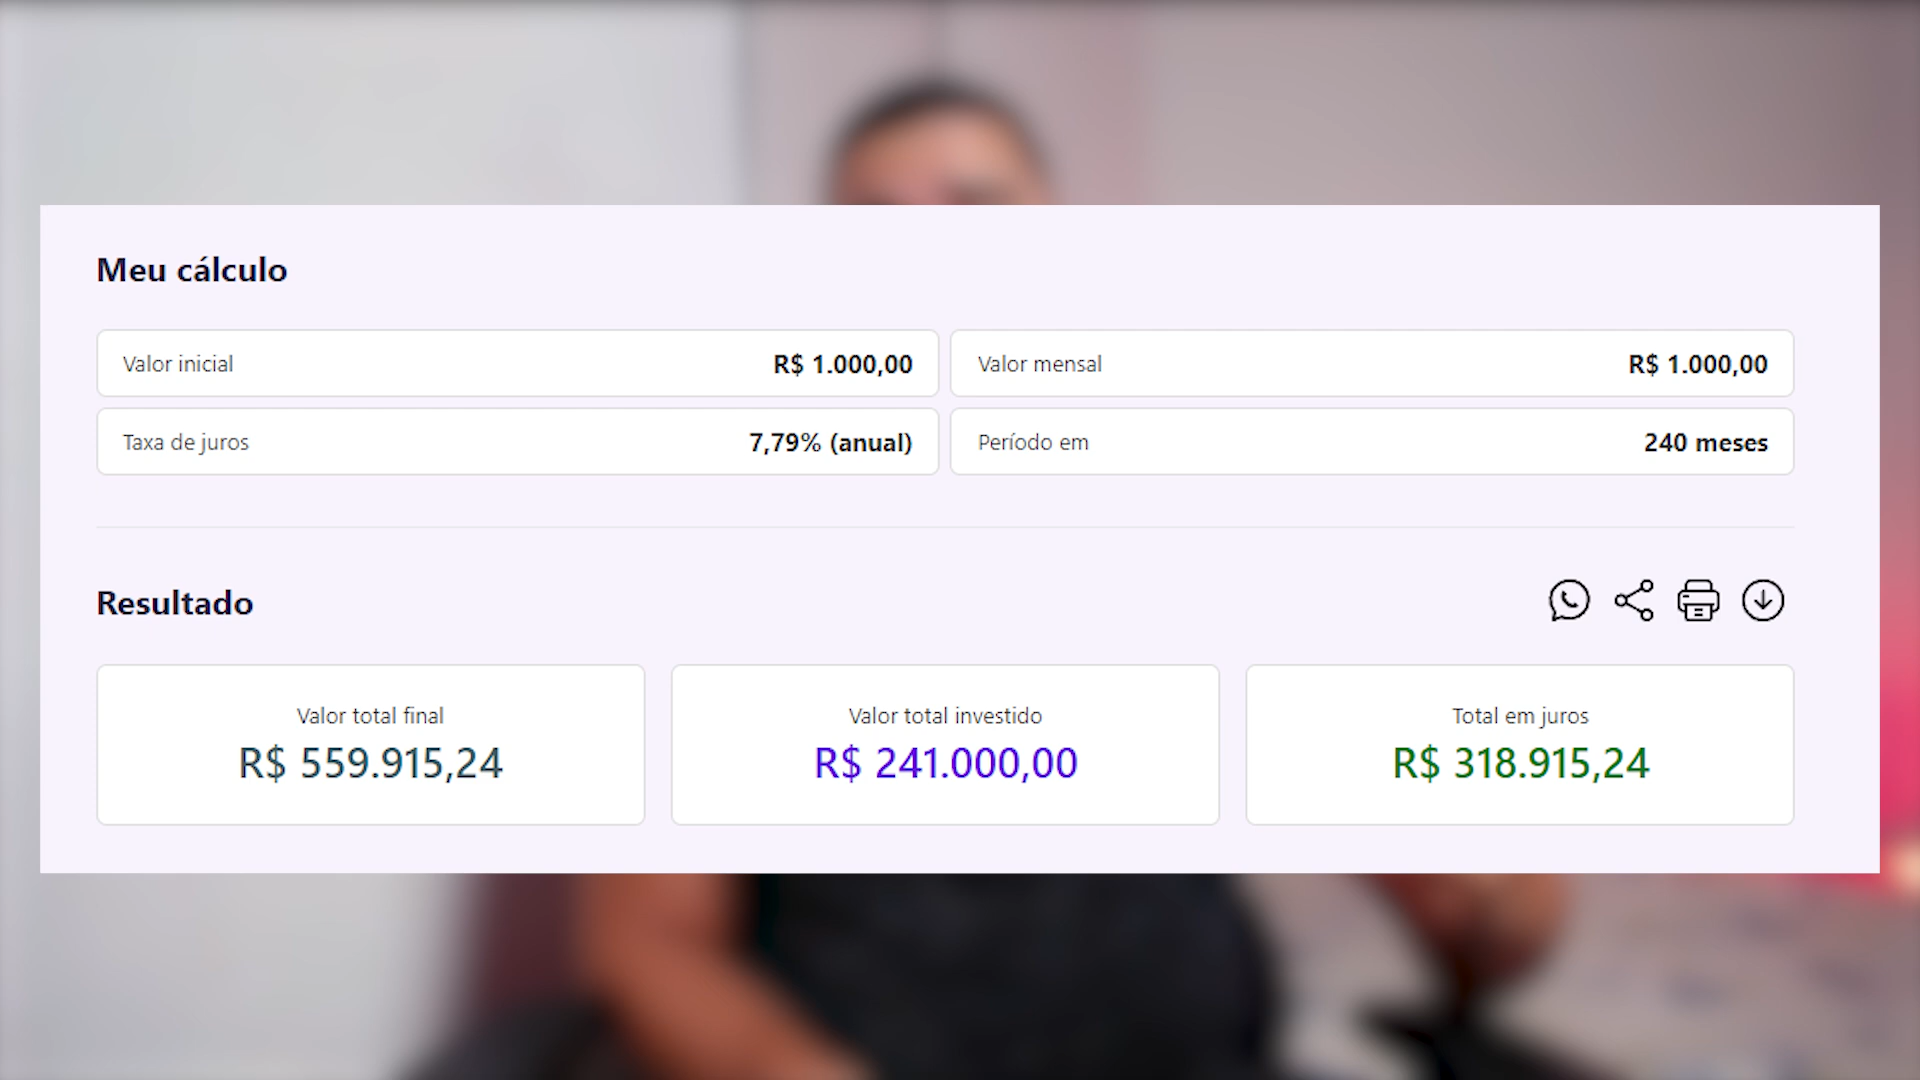 Meu cálculo
Valor inicial R$ 1.000,00
Valor mensal R$ 1.000,00
Taxa de juros 7,79% (anual)
Período em 240 meses
Resultado
Valor total final
R$ 559.915,24
Valor total investido
R$ 241.000,00
Total em juros
R$ 318.915,24